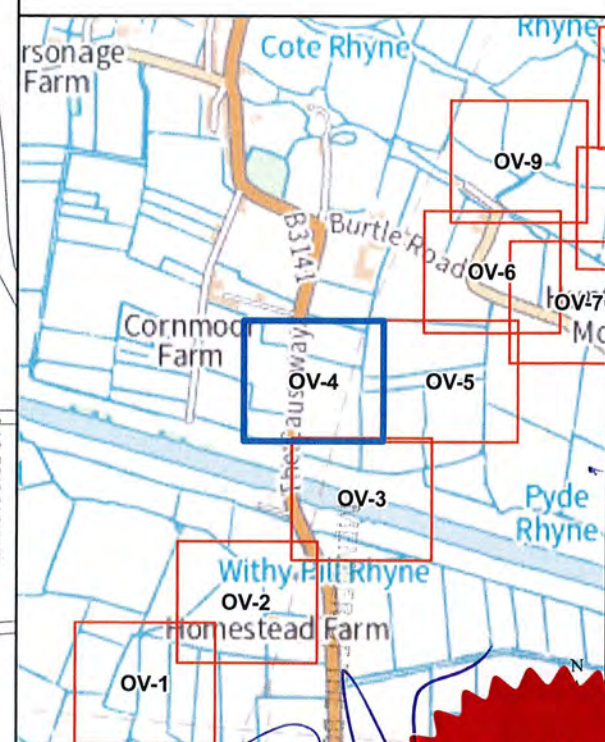 Rhyne
rsonage
Farm
Cote Rhyne
OV-9
B3141
Burtle Road
OV-6
OV-7
Mo
Cornmoor
Farm
The Causeway
OV-4
OV-5
OV-3
Pyde
Rhyne
Withy Pill Rhyne
OV-2
Homestead Farm
OV-1
N